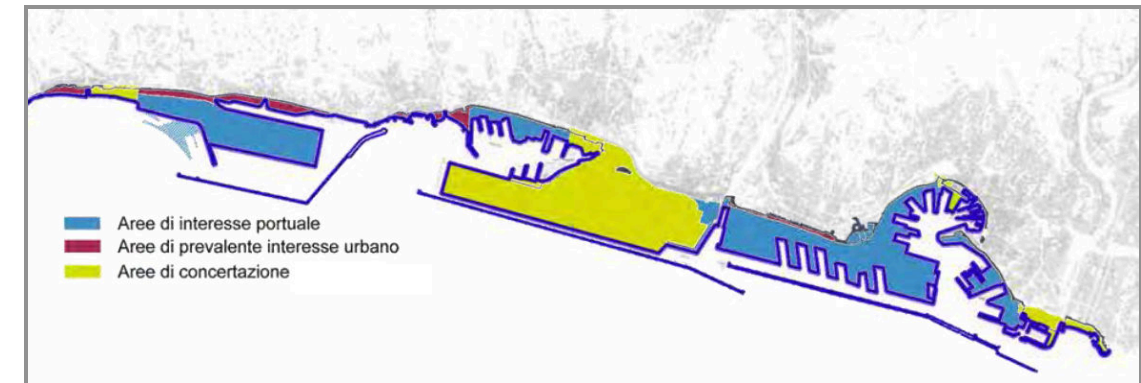 Aree di interesse portuale
Aree di prevalente interesse urbano
Aree di concertazione